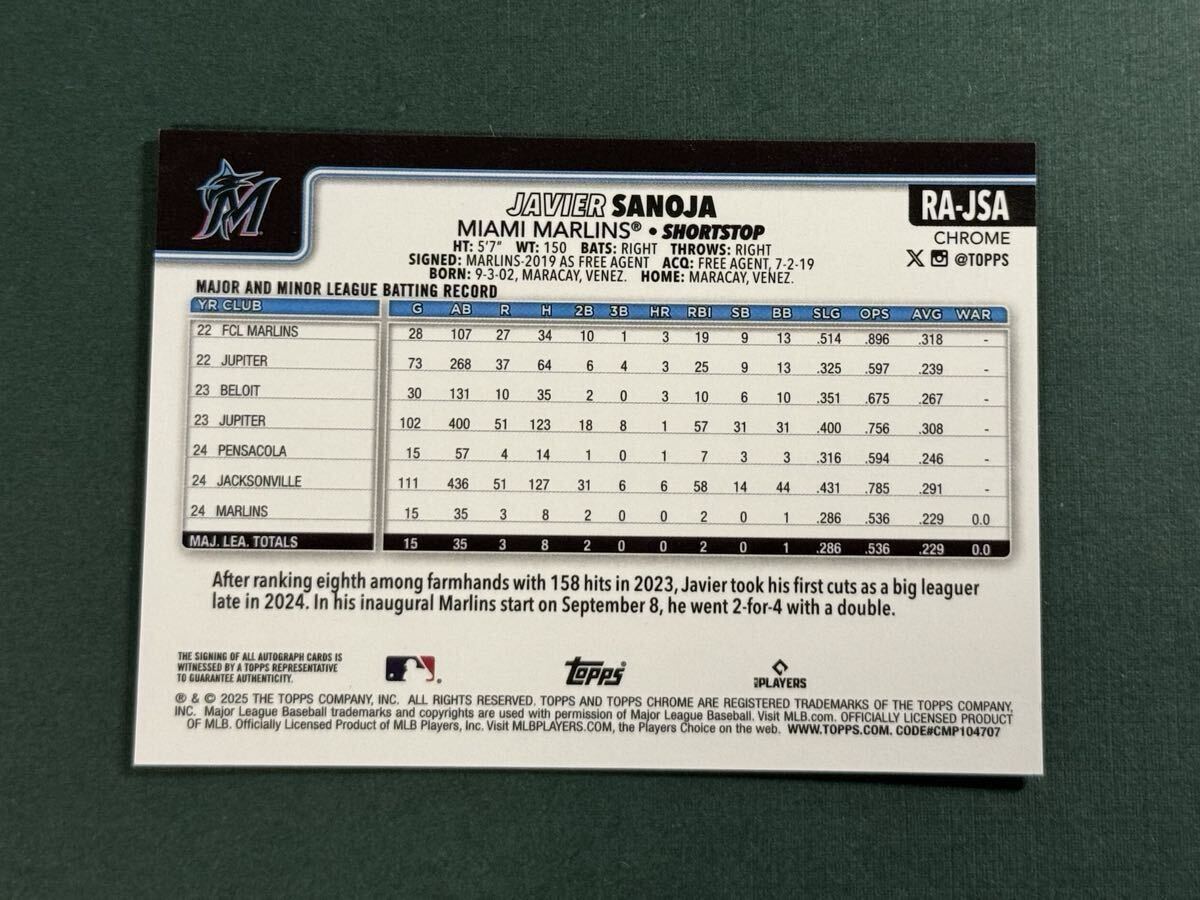 M
JAVIER SANOJA
RA-JSA
MIAMI MARLINS® • SHORTSTOP
CHROME
HT: 5'7" WT: 150 BATS: RIGHT THROWS: RIGHT
SIGNED: MARLINS-2019 AS FREE AGENT ACQ: FREE AGENT, 7-2-19
X @TOPPS
BORN: 9-3-02, MARACAY, VENEZ. HOME: MARACAY, VENEZ.
MAJOR AND MINOR LEAGUE BATTING RECORD
YR CLUB G AB R H 2B 3B HR RBI SB BB SLG OPS AVG WAR
22 FCL MARLINS 28 107 27 34 10 1 3 19 9 13 .514 .896 .318 -
22 JUPITER 73 268 37 64 6 4 3 25 9 13 .325 .597 .239 -
23 BELOIT 30 131 10 35 2 0 3 10 6 10 .351 .675 .267 -
23 JUPITER 102 400 51 123 18 8 1 57 31 31 .400 .756 .308 -
24 PENSACOLA 15 57 4 14 1 0 1 7 3 3 .316 .594 .246 -
24 JACKSONVILLE 111 436 51 127 31 6 6 58 14 44 .431 .785 .291 -
24 MARLINS 15 35 3 8 2 0 0 2 0 1 .286 .536 .229 0.0
MAJ. LEA. TOTALS 15 35 3 8 2 0 0 2 0 1 .286 .536 .229 0.0
After ranking eighth among farmhands with 158 hits in 2023, Javier took his first cuts as a big leaguer
late in 2024. In his inaugural Marlins start on September 8, he went 2-for-4 with a double.
THE SIGNING OF ALL AUTOGRAPH CARDS IS
WITNESSED BY A TOPPS REPRESENTATIVE
TO GUARANTEE AUTHENTICITY.
topps®
MLBPLAYERS
® & © 2025 THE TOPPS COMPANY, INC. ALL RIGHTS RESERVED. TOPPS AND TOPPS CHROME ARE REGISTERED TRADEMARKS OF THE TOPPS COMPANY,
INC. Major League Baseball trademarks and copyrights are used with permission of Major League Baseball. Visit MLB.com. OFFICIALLY LICENSED PRODUCT
OF MLB. Officially Licensed Product of MLB Players, Inc. Visit MLBPLAYERS.COM, the Players Choice on the web. WWW.TOPPS.COM. CODE#CMP104707